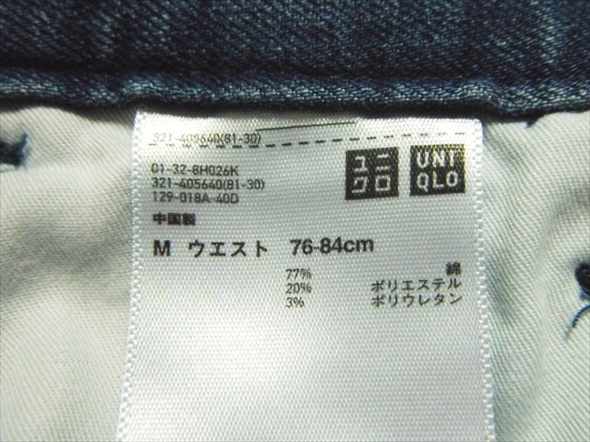 321-405640(81-30)
01-32-8H026K
321-405640(81-30)
129-018A-40D
ユニ
クロ
UNI
QLO
中国製
M ウエスト 76-84cm
77% 綿
20% ポリエステル
3% ポリウレタン